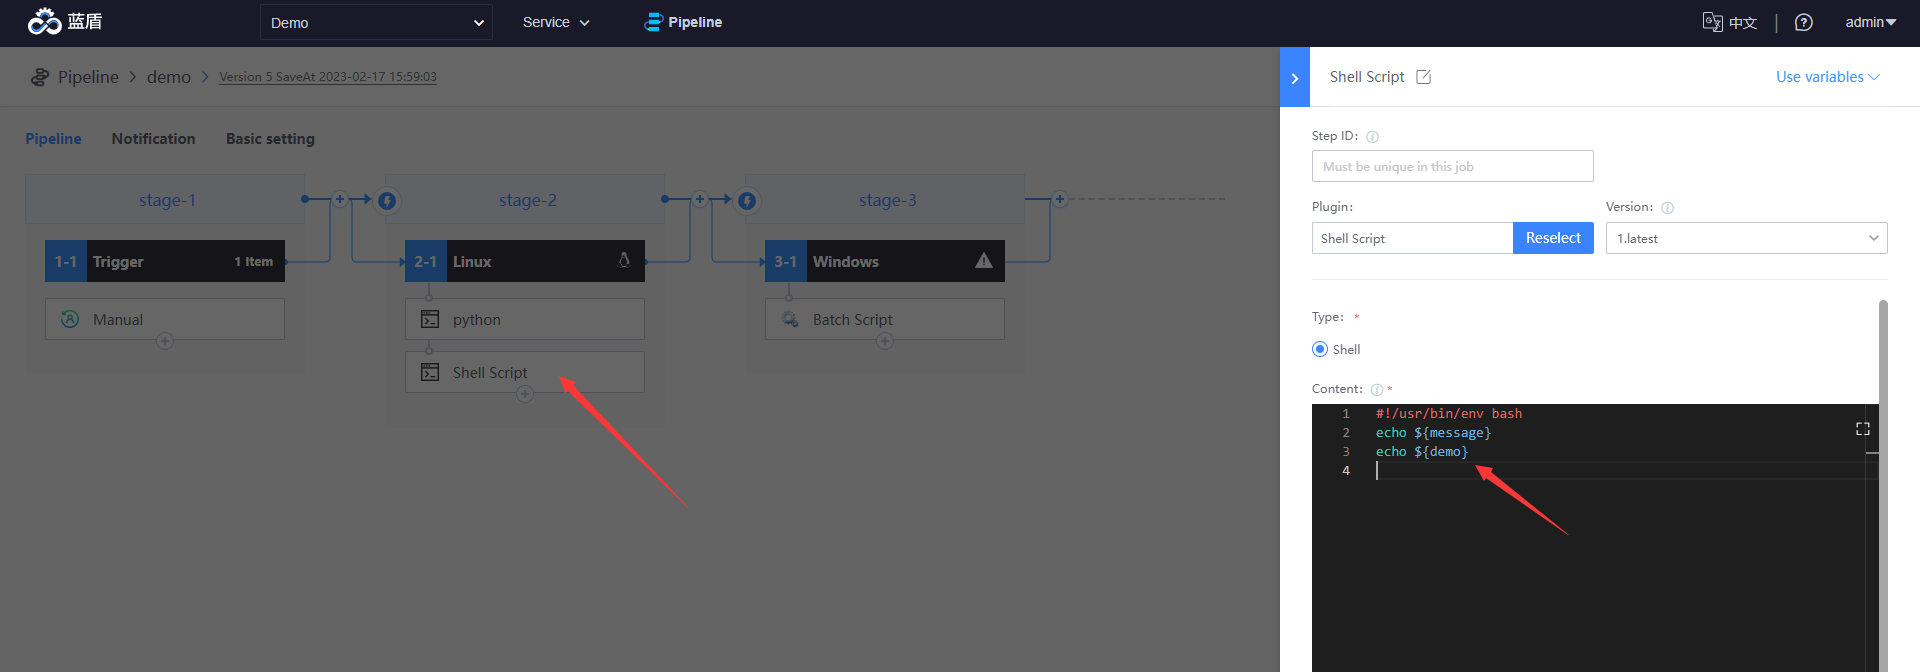 蓝盾
Demo
Service
Pipeline
中文
admin
Pipeline
demo
Version 5 SaveAt 2023-02-17 15:59:03
Shell Script
Use variables
Pipeline
Notification
Basic setting
stage-1
stage-2
stage-3
1-1
Trigger
1 Item
2-1
Linux
3-1
Windows
Manual
python
Batch Script
Shell Script
Step ID:
Must be unique in this job
Plugin:
Version:
Shell Script
Reselect
1.latest
Type: *
Shell
Content: *
1 #!/usr/bin/env bash
2 echo ${message}
3 echo ${demo}
4